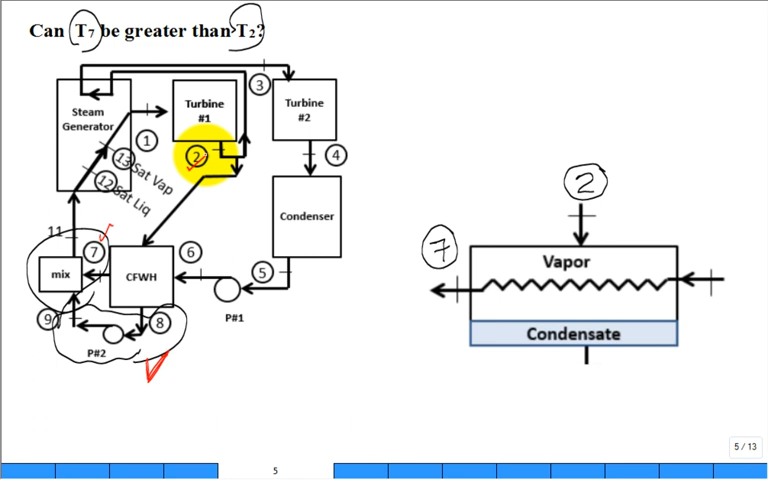 Can T7 be greater than T2?
3
Steam
Generator
Turbine
#1
Turbine
#2
1
2
4
13 Sat Vap
12 Sat Liq
Condenser
11
7
6
5
mix
CFWH
P#1
9
8
P#2
2
7
Vapor
Condensate
5 / 13
5